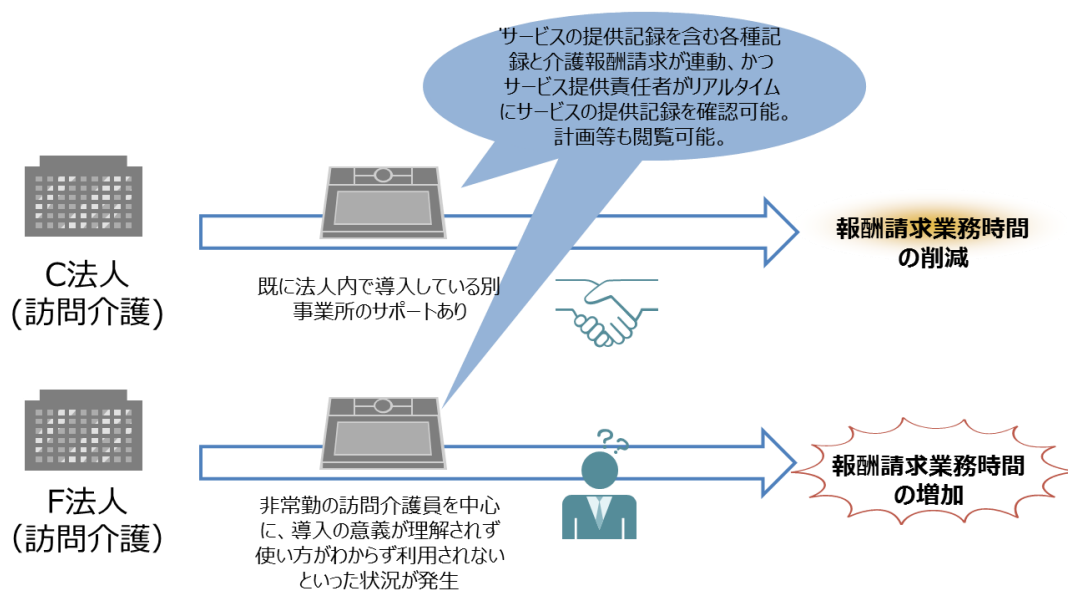 サービスの提供記録を含む各種記
録と介護報酬請求が連動、かつ
サービス提供責任者がリアルタイム
にサービスの提供記録を確認可能。
計画等も閲覧可能。
C法人
(訪問介護)
既に法人内で導入している別
事業所のサポートあり
報酬請求業務時間
の削減
F法人
(訪問介護)
非常勤の訪問介護員を中心
に、導入の意義が理解されず
使い方がわからず利用されない
といった状況が発生
??
報酬請求業務時間
の増加